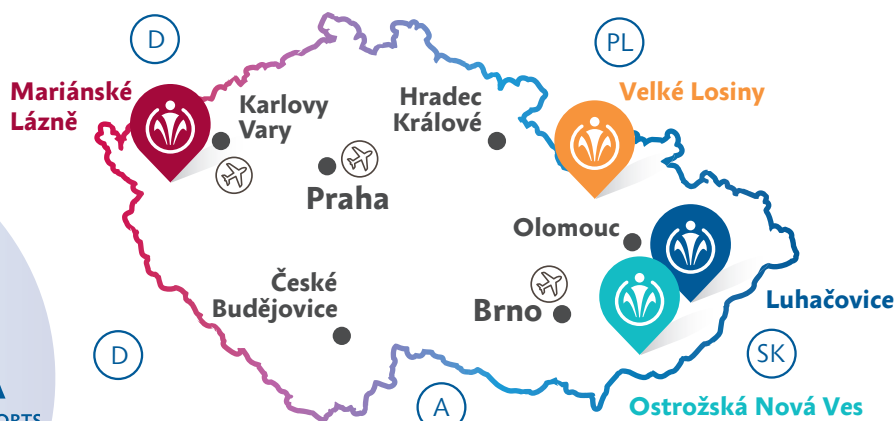 D
PL
Mariánské
Lázně
Karlovy
Vary
Hradec
Králové
Velké Losiny
Praha
Olomouc
České
Budějovice
Brno
Luhačovice
D
SK
A
Ostrožská Nová Ves